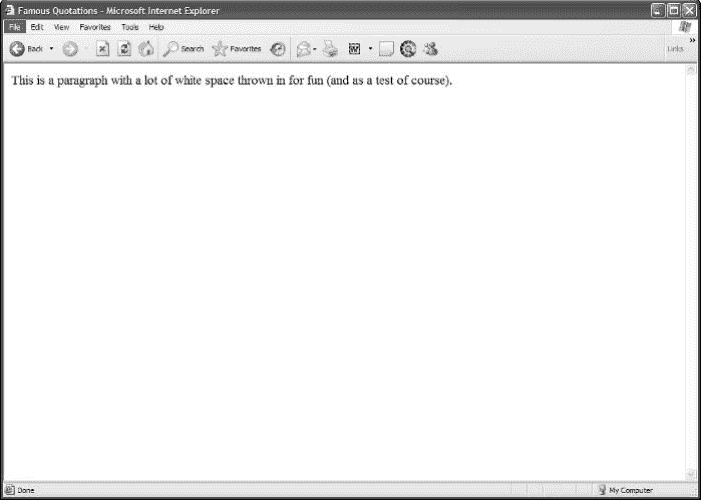 Famous Quotations - Microsoft Internet Explorer
File Edit View Favorites Tools Help
Back Search Favorites W Links »
This is a paragraph with a lot of white space thrown in for fun (and as a test of course).
Done My Computer